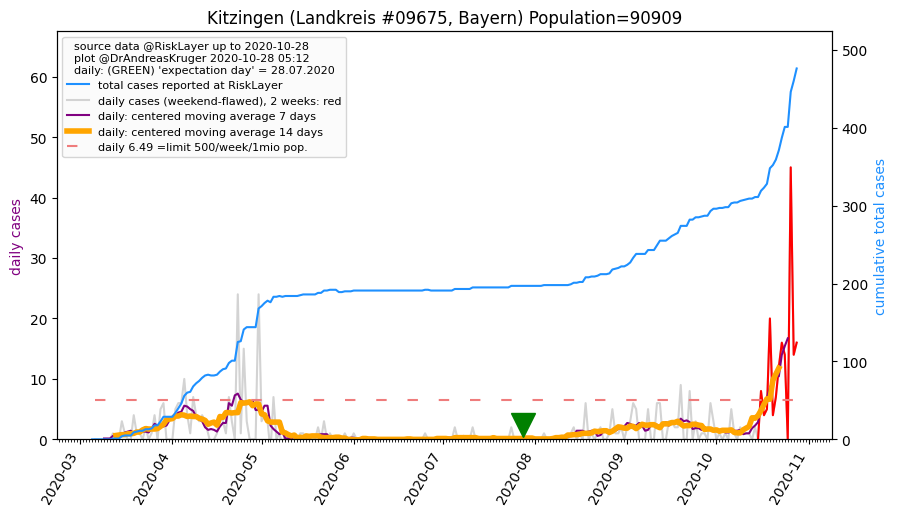 Kitzingen (Landkreis #09675, Bayern) Population=90909
source data @RiskLayer up to 2020-10-28
plot @DrAndreasKruger 2020-10-28 05:12
daily: (GREEN) 'expectation day' = 28.07.2020
total cases reported at RiskLayer
daily cases (weekend-flawed), 2 weeks: red
daily: centered moving average 7 days
daily: centered moving average 14 days
daily 6.49 =limit 500/week/1mio pop.
daily cases
60
50
40
30
20
10
0
cumulative total cases
500
400
300
200
100
0
2020-03
2020-04
2020-05
2020-06
2020-07
2020-08
2020-09
2020-10
2020-11